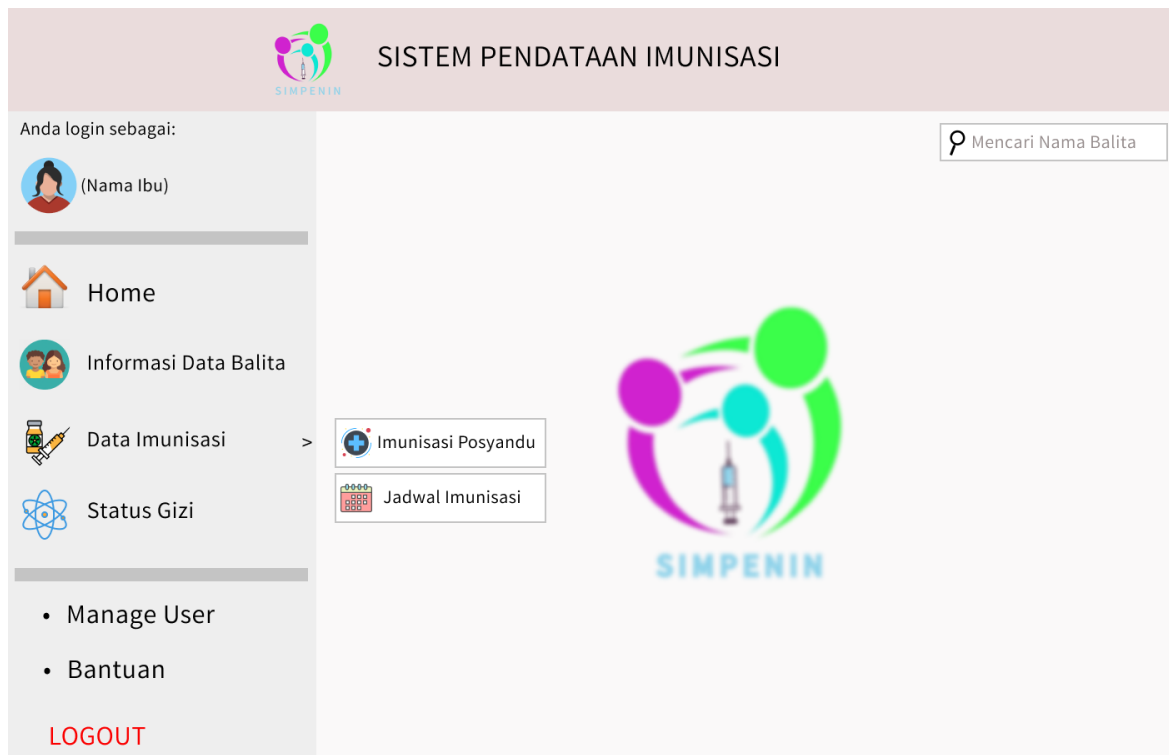 SIMPENIN
SISTEM PENDATAAN IMUNISASI
Anda login sebagai:
(Nama Ibu)
Mencari Nama Balita
Home
Informasi Data Balita
Data Imunisasi >
Imunisasi Posyandu
Jadwal Imunisasi
Status Gizi
SIMPENIN
• Manage User
• Bantuan
LOGOUT